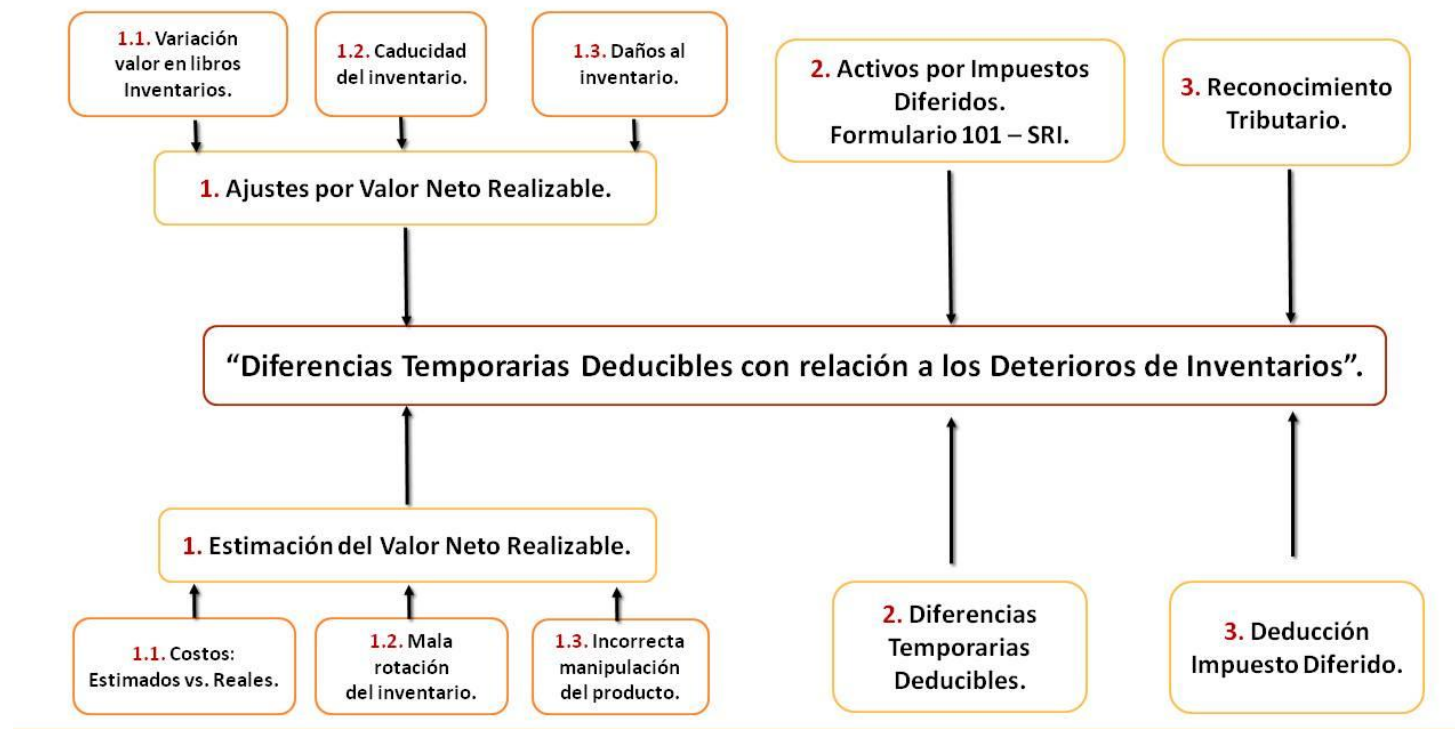 1.1. Variación
valor en libros
Inventarios.
1.2. Caducidad
del inventario.
1.3. Daños al
inventario.
2. Activos por Impuestos
Diferidos.
Formulario 101 – SRI.
3. Reconocimiento
Tributario.
1. Ajustes por Valor Neto Realizable.
“Diferencias Temporarias Deducibles con relación a los Deterioros de Inventarios”.
1. Estimación del Valor Neto Realizable.
1.1. Costos:
Estimados vs. Reales.
1.2. Mala
rotación
del inventario.
1.3. Incorrecta
manipulación
del producto.
2. Diferencias
Temporarias
Deducibles.
3. Deducción
Impuesto Diferido.